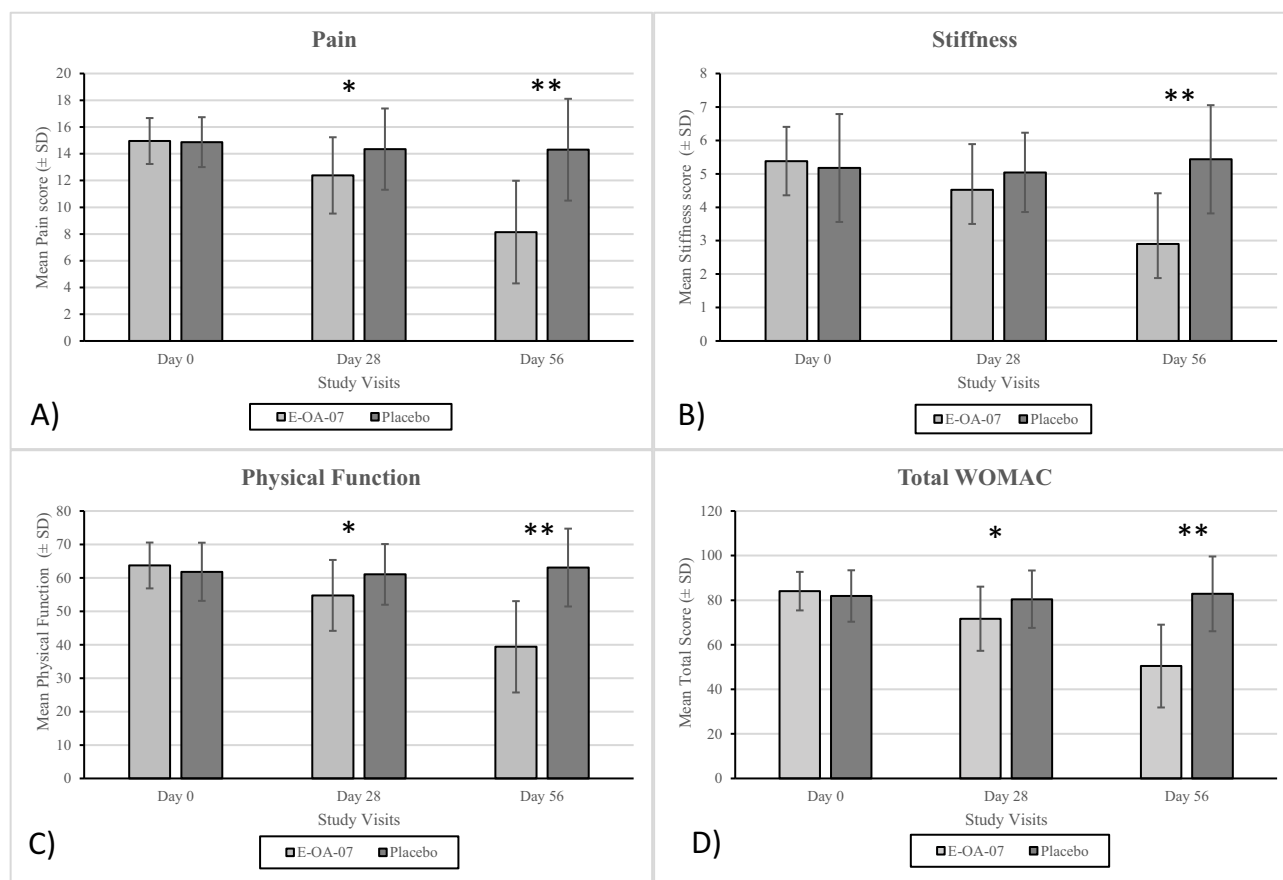 Pain
Mean Pain score (± SD)
20
18
16
14
12
10
8
6
4
2
0
*
**
Day 0 Day 28 Day 56
Study Visits
A)
E-OA-07 Placebo
Stiffness
Mean Stiffness score (± SD)
8
7
6
5
4
3
2
1
0
**
Day 0 Day 28 Day 56
Study Visits
B)
E-OA-07 Placebo
Physical Function
Mean Physical Function (± SD)
80
70
60
50
40
30
20
10
0
*
**
Day 0 Day 28 Day 56
Study Visits
C)
E-OA-07 Placebo
Total WOMAC
Mean Total Score (± SD)
120
100
80
60
40
20
0
*
**
Day 0 Day 28 Day 56
Study Visits
D)
E-OA-07 Placebo